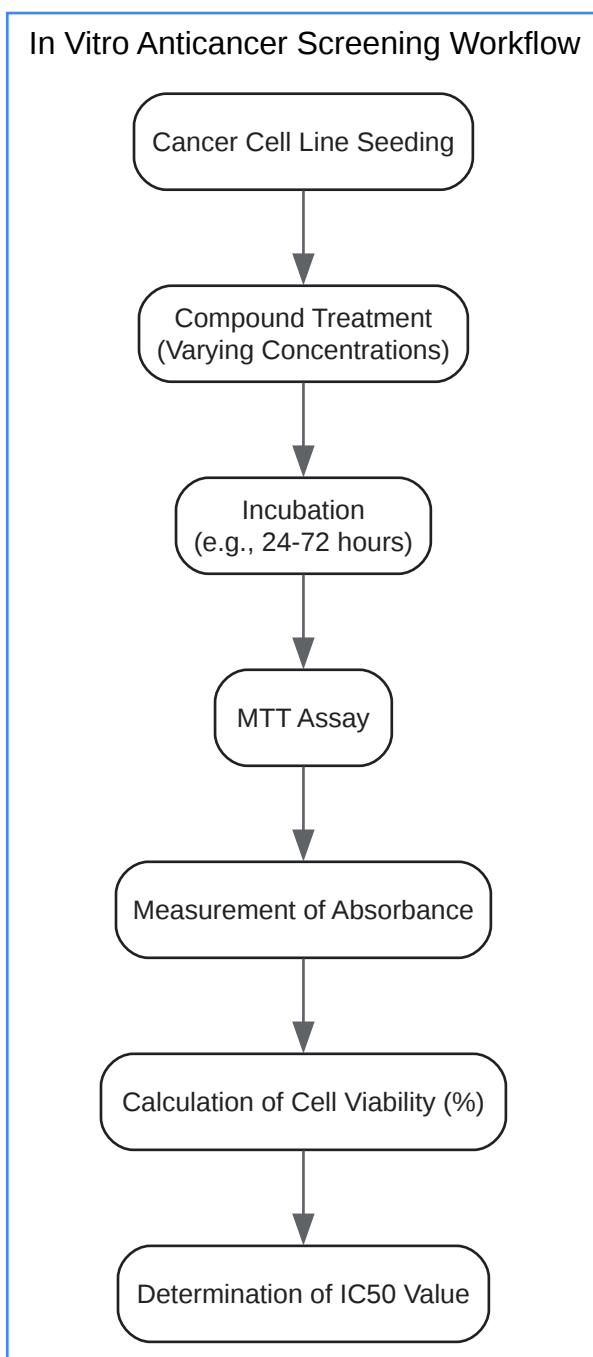 In Vitro Anticancer Screening Workflow
Cancer Cell Line Seeding
Compound Treatment
(Varying Concentrations)
Incubation
(e.g., 24-72 hours)
MTT Assay
Measurement of Absorbance
Calculation of Cell Viability (%)
Determination of IC50 Value